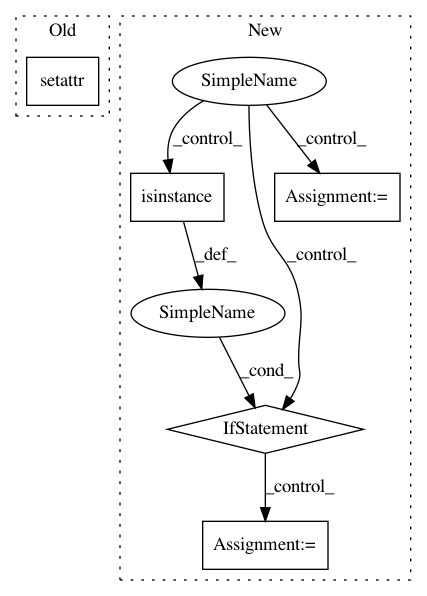 Old
New
setattr
SimpleName
_control_
_control_
isinstance
Assignment:=
_def_
_control_
SimpleName
_cond_
IfStatement
_control_
Assignment:=